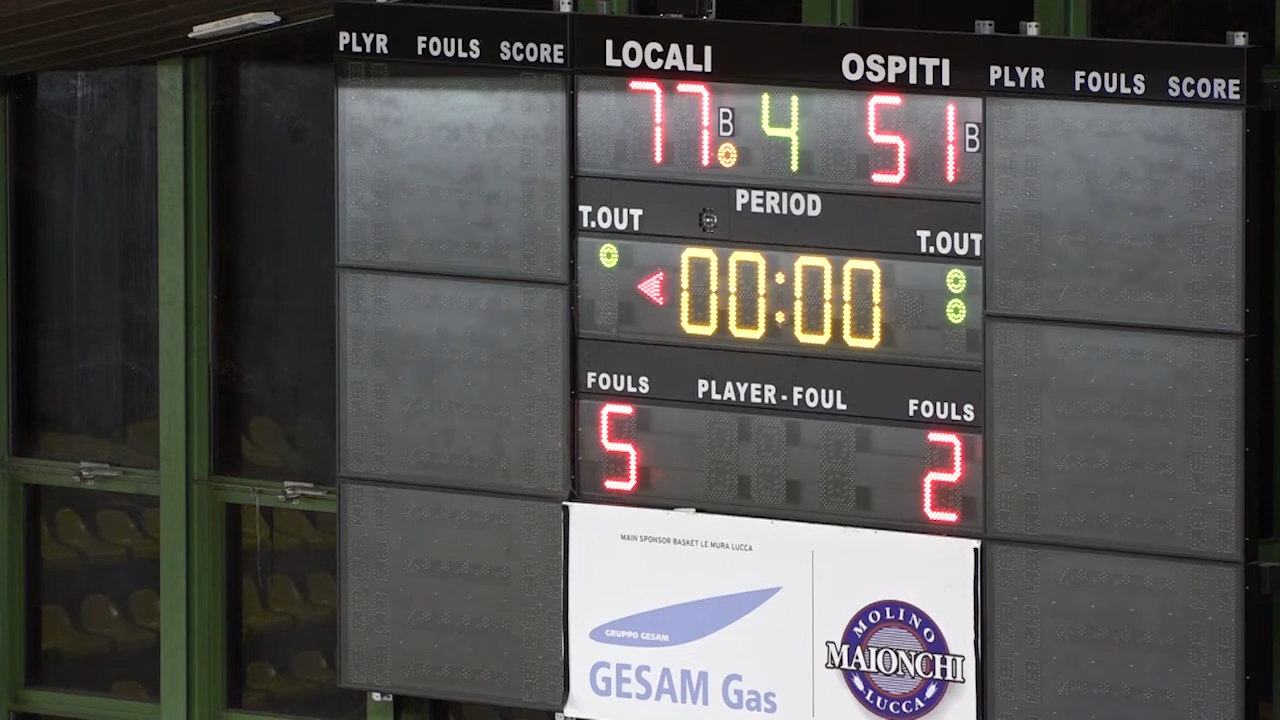 PLYR FOULS SCORE LOCALI OSPITI PLYR FOULS SCORE
77 B 4 51 B
PERIOD
T.OUT T.OUT
00:00
FOULS PLAYER-FOUL FOULS
5 2
MAIN SPONSOR BASKET LE MURA LUCCA
GRUPPO GESAM
GESAM Gas
MOLINO
MAIONCHI
LUCCA